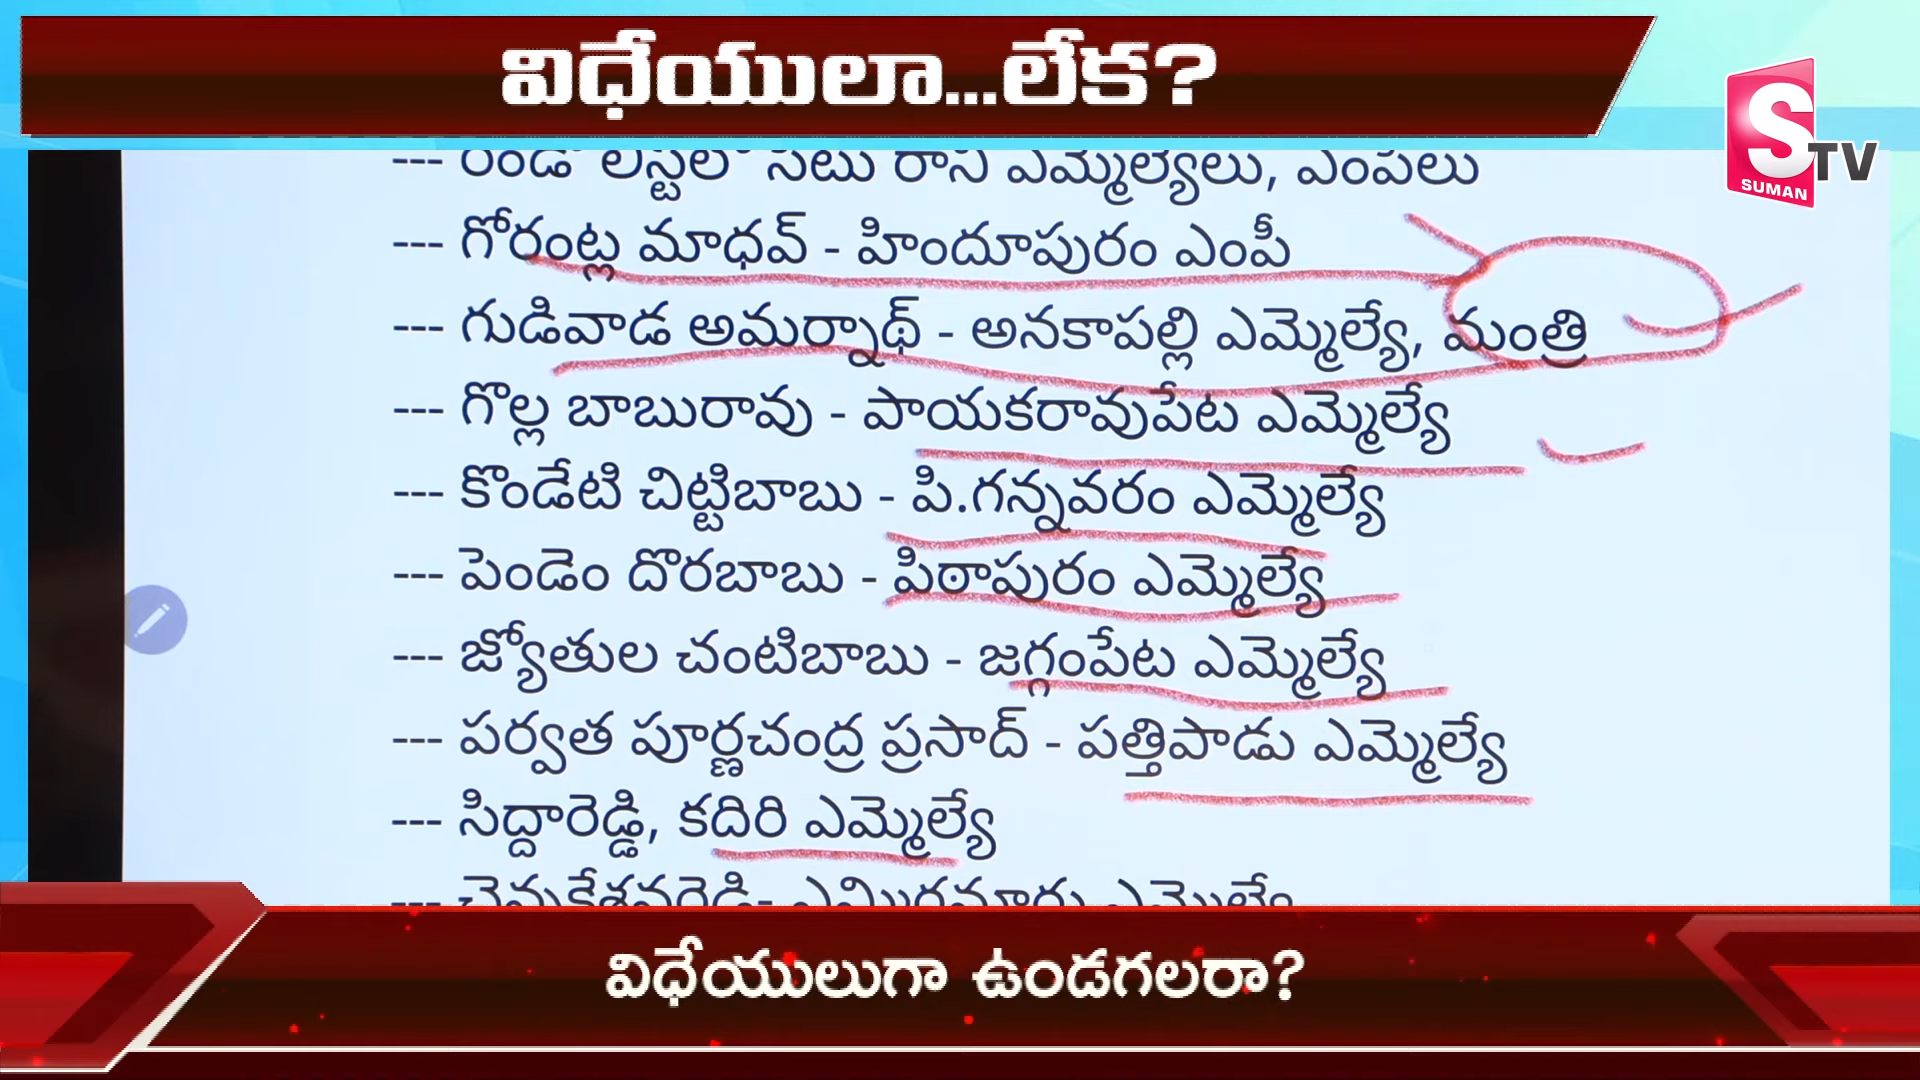 విధేయులా...లేక?
S
TV
SUMAN
--- రెండో లిస్ట్‌లో సీటు రాని ఎమ్మెల్యేలు, ఎంపీలు
--- గోరంట్ల మాధవ్ - హిందూపురం ఎంపీ
--- గుడివాడ అమర్నాథ్ - అనకాపల్లి ఎమ్మెల్యే, మంత్రి
--- గొల్ల బాబురావు - పాయకరావుపేట ఎమ్మెల్యే
--- కొండేటి చిట్టిబాబు - పి.గన్నవరం ఎమ్మెల్యే
--- పెండెం దొరబాబు - పిఠాపురం ఎమ్మెల్యే
--- జ్యోతుల చంటిబాబు - జగ్గంపేట ఎమ్మెల్యే
--- పర్వత పూర్ణచంద్ర ప్రసాద్ - పత్తిపాడు ఎమ్మెల్యే
--- సిద్దారెడ్డి, కదిరి ఎమ్మెల్యే
విధేయులుగా ఉండగలరా?